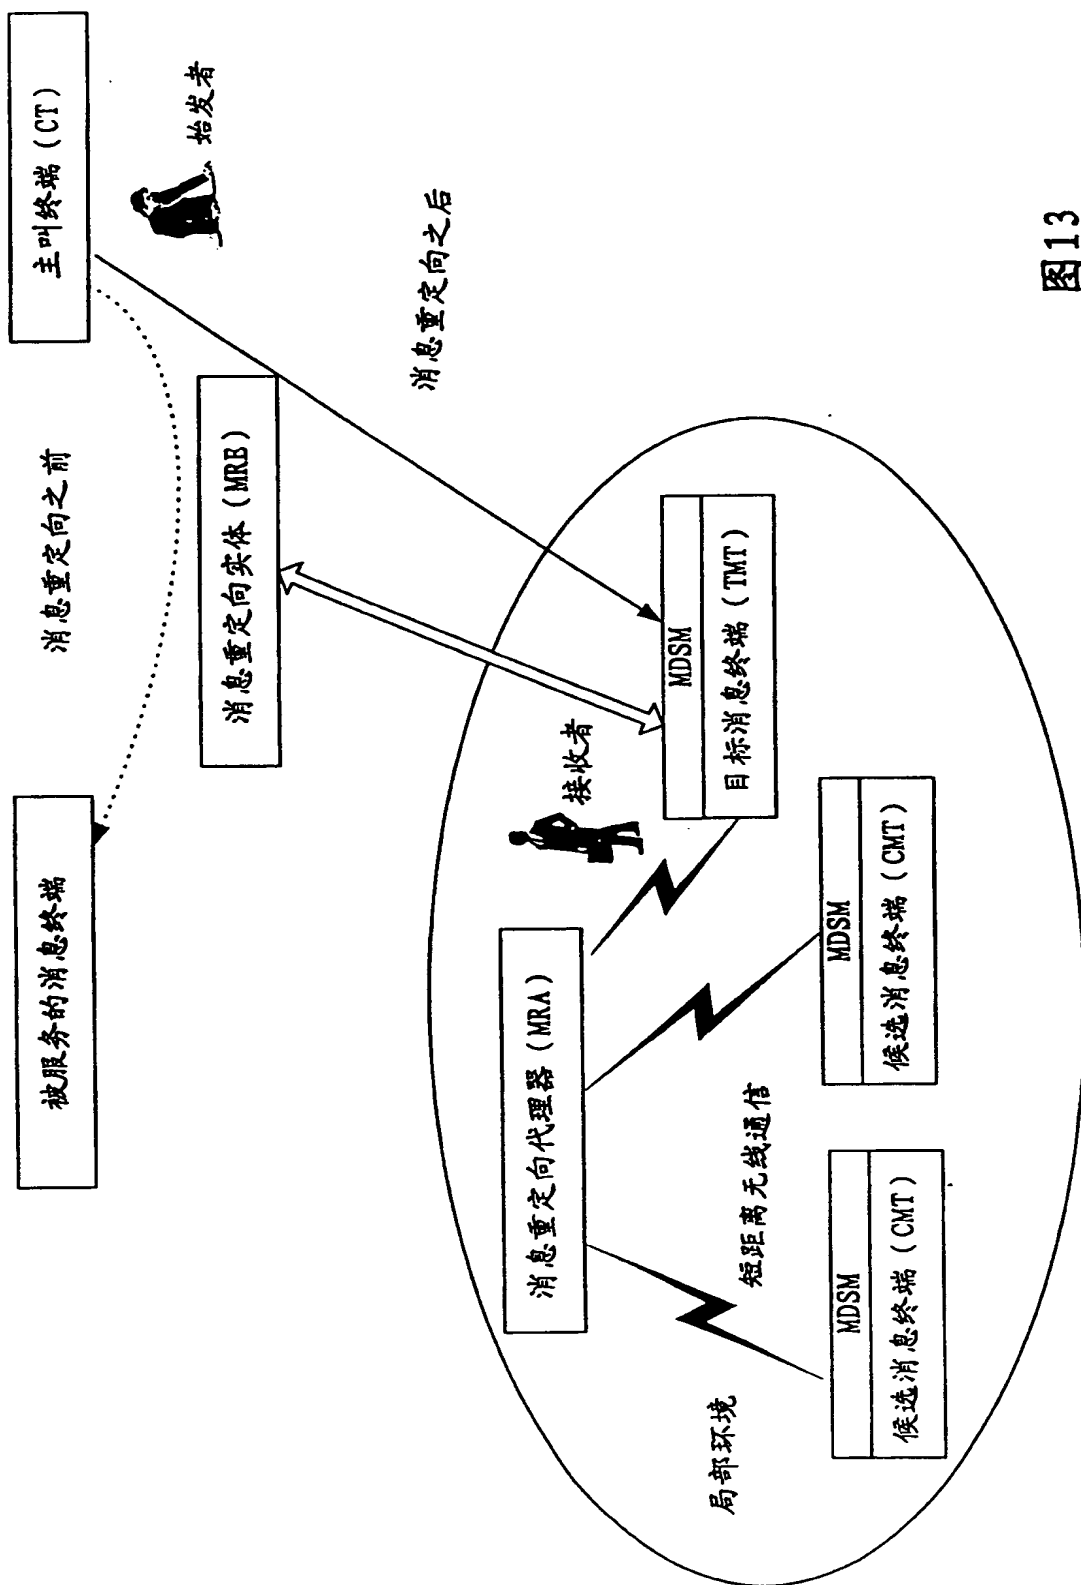 被服务的消息终端
消息重定向之前
主叫终端（CT）
始发者
消息重定向实体（MRB）
消息重定向之后
接收者
消息重定向代理器（MRA）
MDSM
目标消息终端（TMT）
短距离无线通信
局部环境
MDSM
候选消息终端（CMT）
MDSM
候选消息终端（CMT）
图13